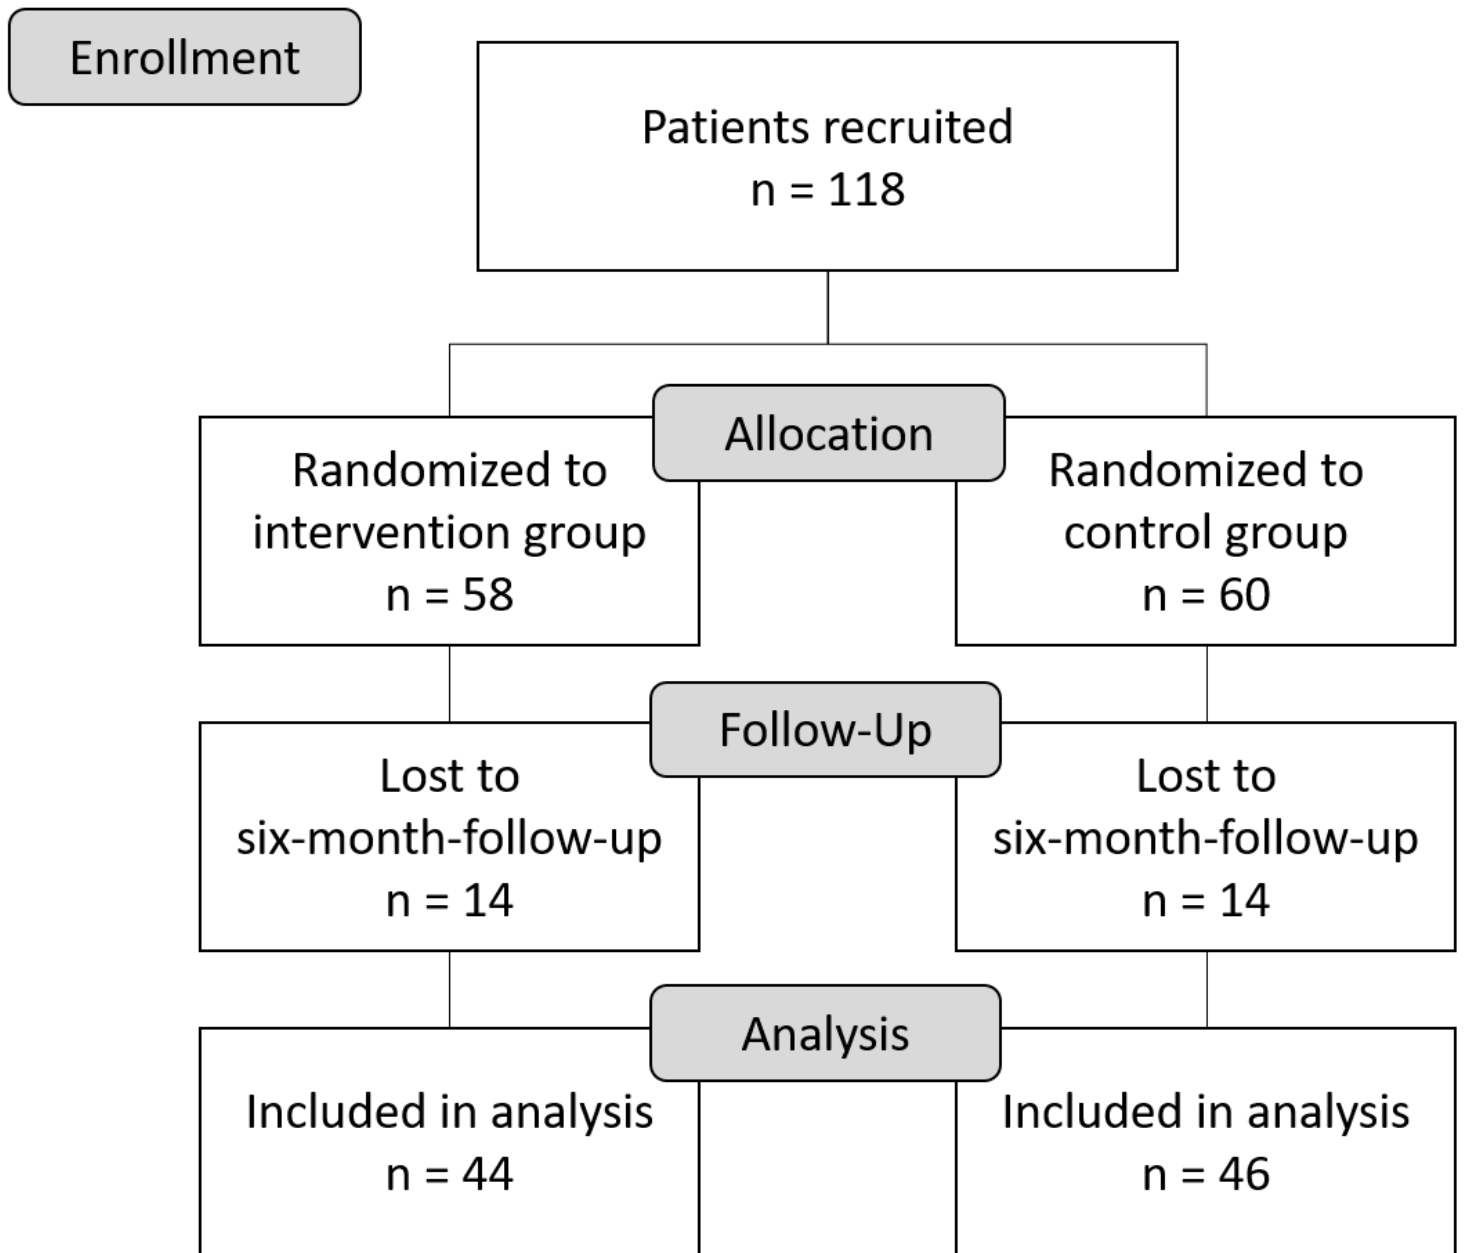 Enrollment
Patients recruited
n = 118
Allocation
Randomized to
intervention group
n = 58
Randomized to
control group
n = 60
Follow-Up
Lost to
six-month-follow-up
n = 14
Lost to
six-month-follow-up
n = 14
Analysis
Included in analysis
n = 44
Included in analysis
n = 46